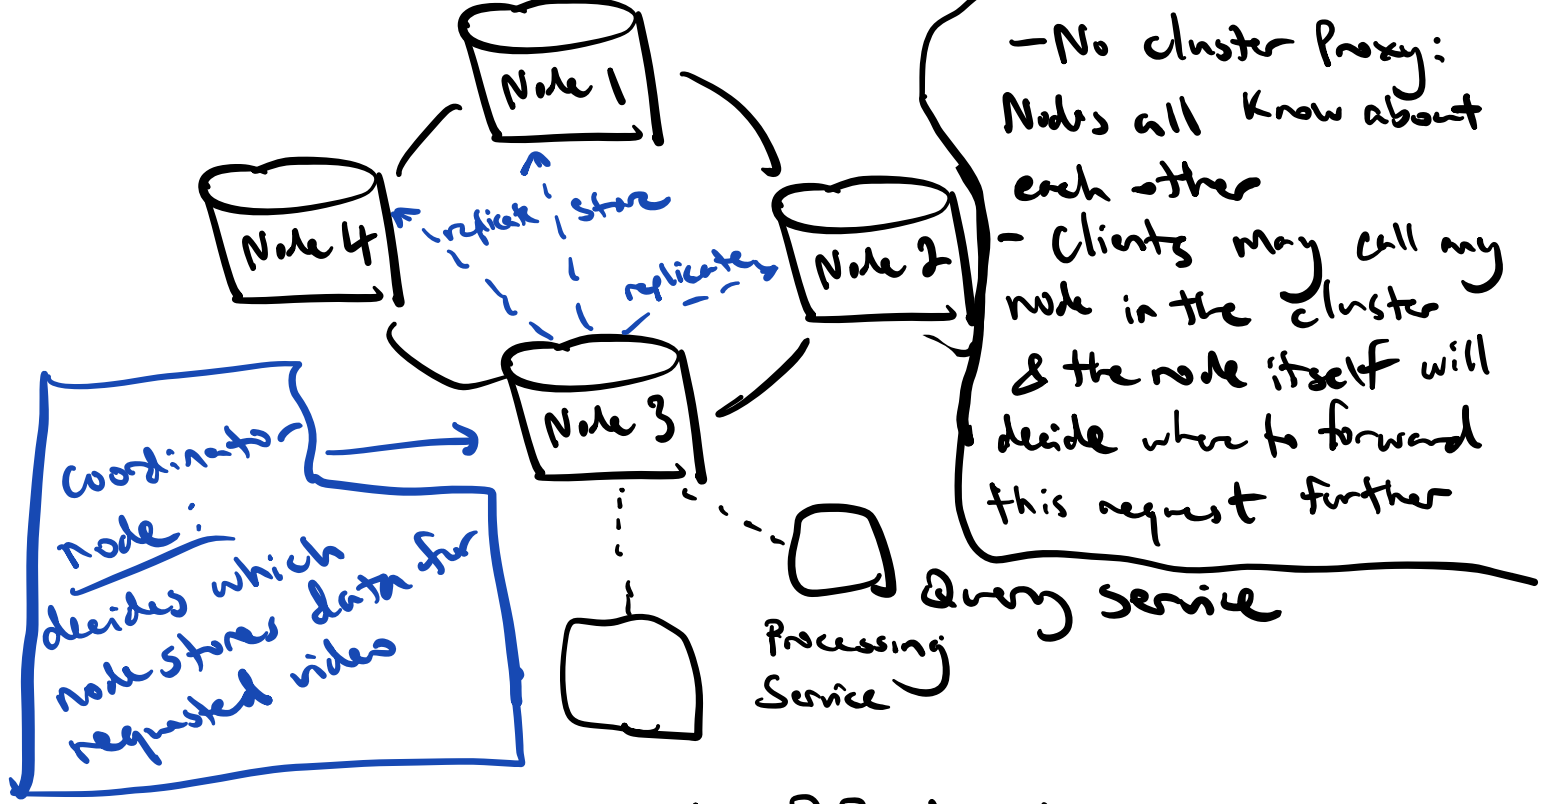 Node 1
Node 4
Node 2
Node 3
replicate
store
replicate
- No cluster Proxy:
Nodes all know about
each other
- Clients may call any
node in the cluster
& the node itself will
decide where to forward
this request further
coordinator
node:
decides which
node stores data for
requested video
Processing
Service
Query Service